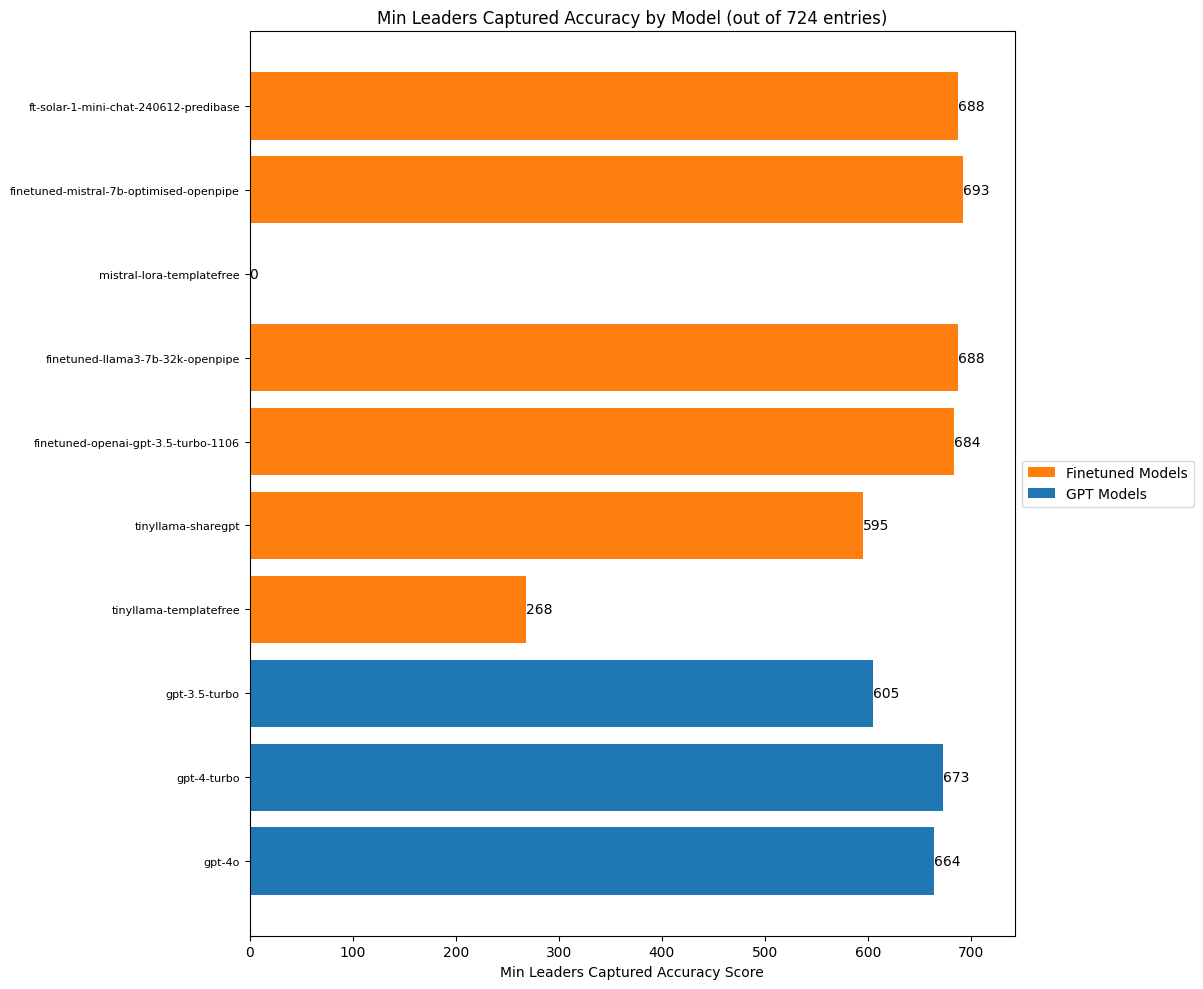 Min Leaders Captured Accuracy by Model (out of 724 entries)
ft-solar-1-mini-chat-240612-predibase
688
finetuned-mistral-7b-optimised-openpipe
693
mistral-lora-templatefree
0
finetuned-llama3-7b-32k-openpipe
688
finetuned-openai-gpt-3.5-turbo-1106
684
tinyllama-sharegpt
595
tinyllama-templatefree
268
gpt-3.5-turbo
605
gpt-4-turbo
673
gpt-4o
664
0 100 200 300 400 500 600 700
Min Leaders Captured Accuracy Score
Finetuned Models
GPT Models